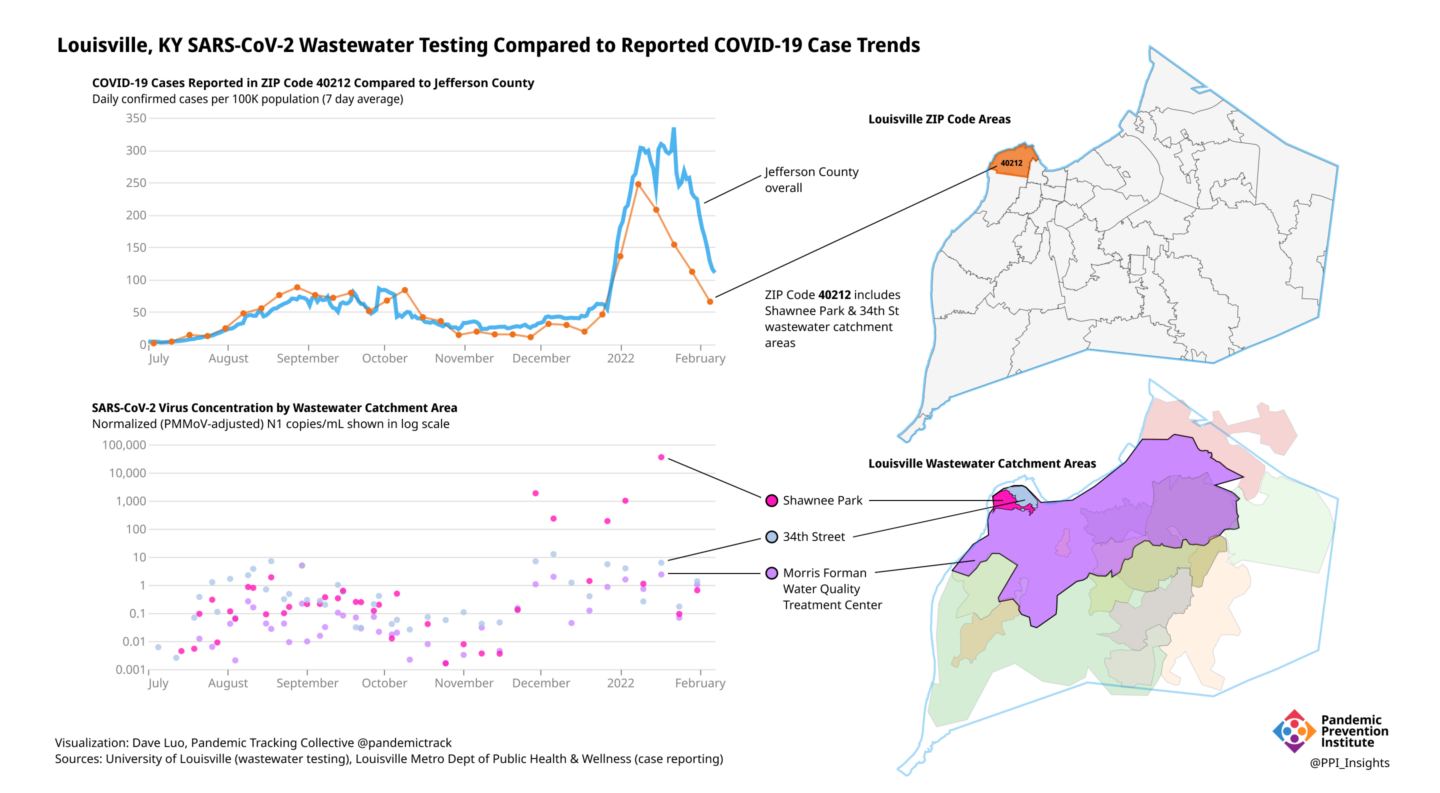 Louisville, KY SARS-CoV-2 Wastewater Testing Compared to Reported COVID-19 Case Trends
COVID-19 Cases Reported in ZIP Code 40212 Compared to Jefferson County
Daily confirmed cases per 100K population (7 day average)
350
300
250
200
150
100
50
0
July August September October November December 2022 February
Jefferson County
overall
ZIP Code 40212 includes
Shawnee Park & 34th St
wastewater catchment
areas
Louisville ZIP Code Areas
40212
SARS-CoV-2 Virus Concentration by Wastewater Catchment Area
Normalized (PMMoV-adjusted) N1 copies/mL shown in log scale
100,000
10,000
1,000
100
10
1
0.1
0.01
0.001
July August September October November December 2022 February
Shawnee Park
34th Street
Morris Forman
Water Quality
Treatment Center
Louisville Wastewater Catchment Areas
Visualization: Dave Luo, Pandemic Tracking Collective @pandemictrack
Sources: University of Louisville (wastewater testing), Louisville Metro Dept of Public Health & Wellness (case reporting)
Pandemic
Prevention
Institute
@PPI_Insights